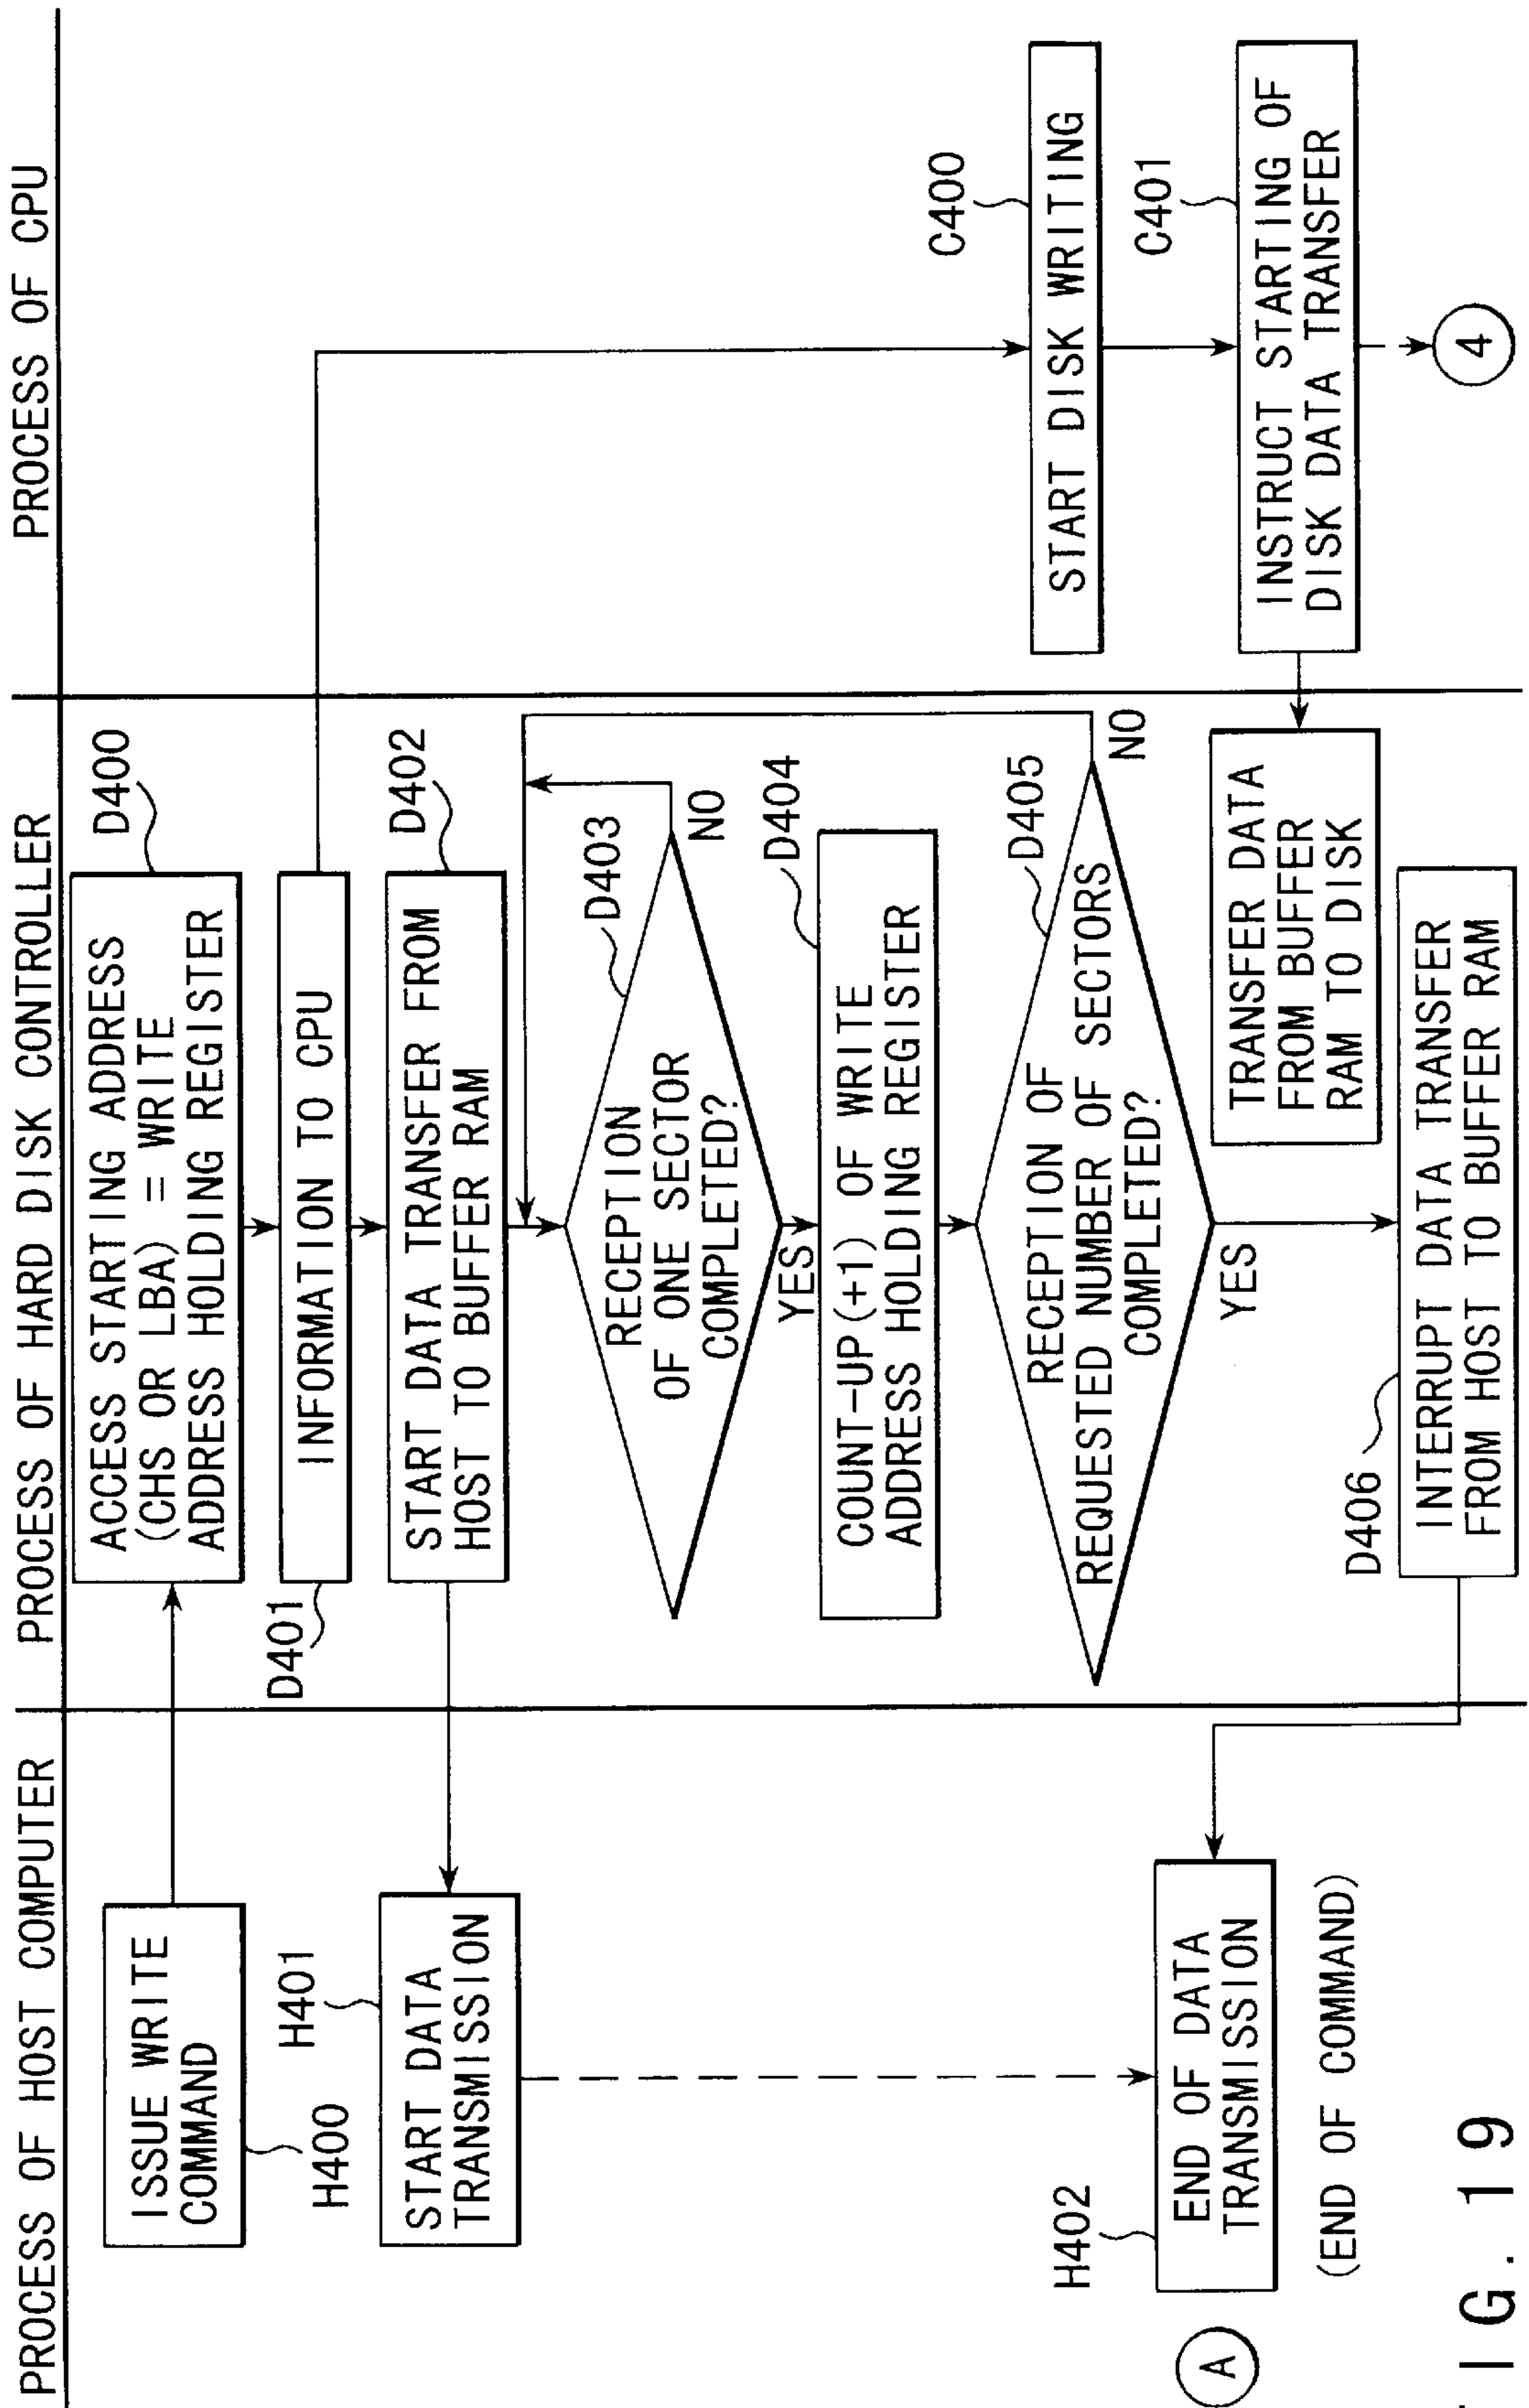 PROCESS OF HOST COMPUTER
PROCESS OF HARD DISK CONTROLLER
PROCESS OF CPU
ISSUE WRITE
COMMAND
H400
ACCESS STARTING ADDRESS
(CHS OR LBA) = WRITE
ADDRESS HOLDING REGISTER
D400
D401
INFORMATION TO CPU
H401
START DATA
TRANSMISSION
START DATA TRANSFER FROM
HOST TO BUFFER RAM
D402
RECEPTION
OF ONE SECTOR
COMPLETED?
D403
NO
YES
COUNT-UP(+1) OF WRITE
ADDRESS HOLDING REGISTER
D404
RECEPTION OF
REQUESTED NUMBER OF SECTORS
COMPLETED?
D405
NO
YES
START DISK WRITING
C400
INSTRUCT STARTING OF
DISK DATA TRANSFER
C401
4
TRANSFER DATA
FROM BUFFER
RAM TO DISK
D406
INTERRUPT DATA TRANSFER
FROM HOST TO BUFFER RAM
A
H402
END OF DATA
TRANSMISSION
(END OF COMMAND)
IG. 19